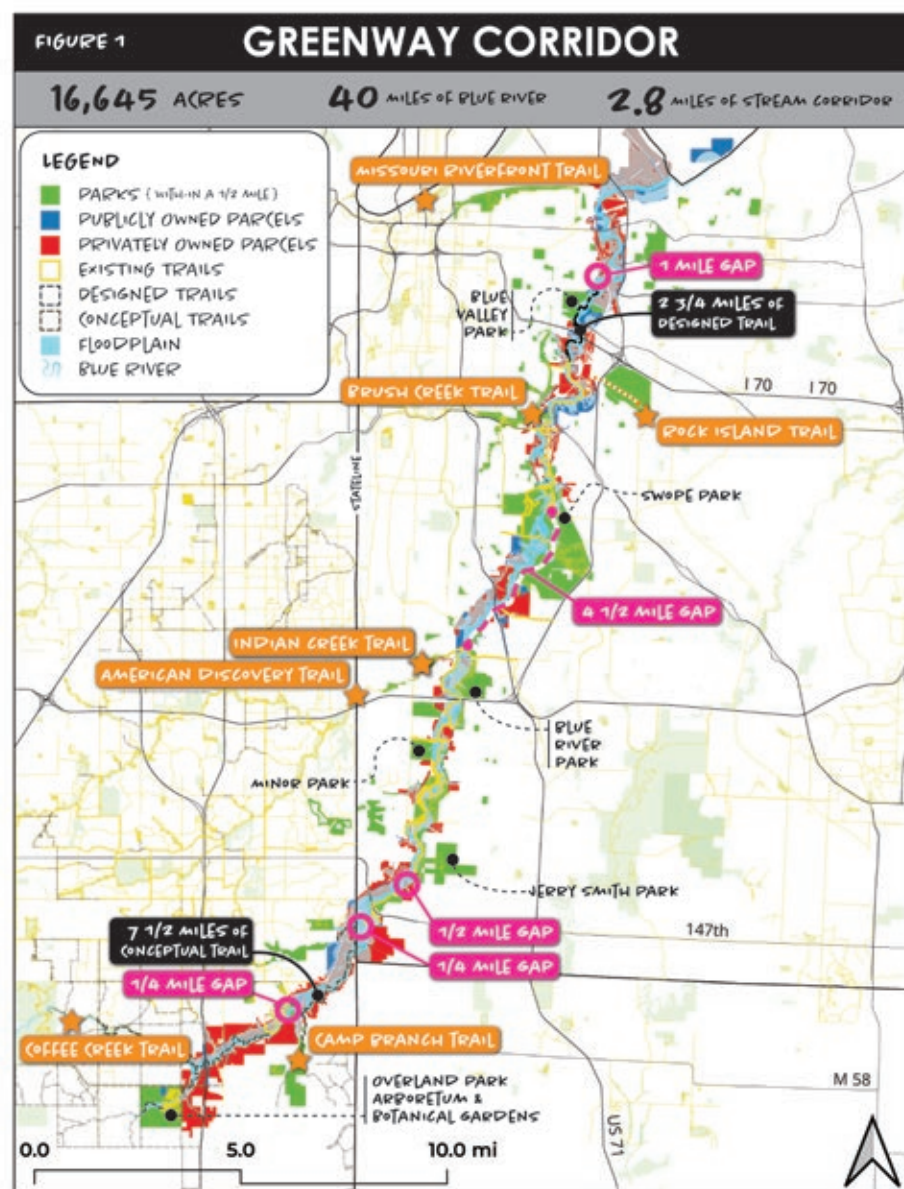 FIGURE 1
GREENWAY CORRIDOR
16,645 ACRES
40 MILES OF BLUE RIVER
2.8 MILES OF STREAM CORRIDOR
LEGEND
PARKS (WITH-IN A 1/2 MILE)
PUBLICLY OWNED PARCELS
PRIVATELY OWNED PARCELS
EXISTING TRAILS
DESIGNED TRAILS
CONCEPTUAL TRAILS
FLOODPLAIN
BLUE RIVER
MISSOURI RIVERFRONT TRAIL
1 MILE GAP
BLUE
VALLEY
PARK
2 3/4 MILES OF
DESIGNED TRAIL
I 70 I 70
BRUSH CREEK TRAIL
ROCK ISLAND TRAIL
STATELINE
SWOPE PARK
4 1/2 MILE GAP
INDIAN CREEK TRAIL
AMERICAN DISCOVERY TRAIL
BLUE
RIVER
PARK
MINOR PARK
JERRY SMITH PARK
7 1/2 MILES OF
CONCEPTUAL TRAIL
1/2 MILE GAP
147th
1/4 MILE GAP
1/4 MILE GAP
COFFEE CREEK TRAIL
CAMP BRANCH TRAIL
M 58
OVERLAND PARK
ARBORETUM &
BOTANICAL GARDENS
US 71
0.0 5.0 10.0 mi